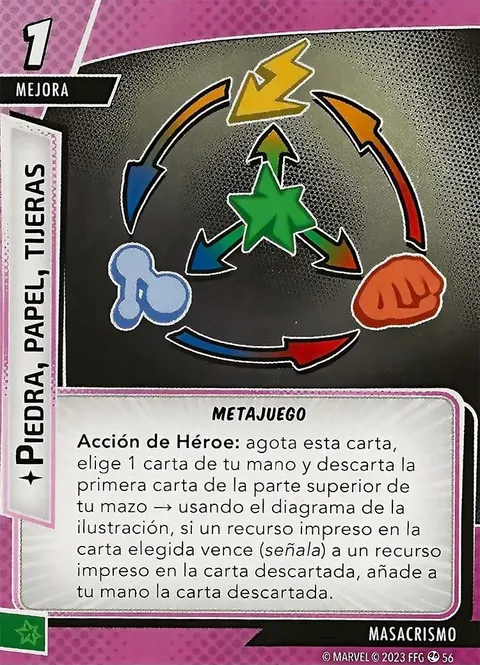 1
MEJORA
PIEDRA, PAPEL, TIJERAS
METAJUEGO
Acción de Héroe: agota esta carta,
elige 1 carta de tu mano y descarta la
primera carta de la parte superior de
tu mazo → usando el diagrama de la
ilustración, si un recurso impreso en la
carta elegida vence (señala) a un recurso
impreso en la carta descartada, añade a
tu mano la carta descartada.
MASACRISMO
© MARVEL © 2023 FFG 56